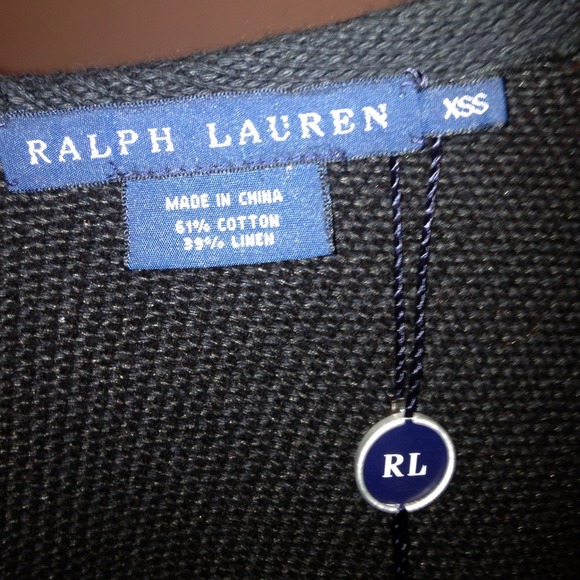 RALPH LAUREN
XSS
MADE IN CHINA
61% COTTON
39% LINEN
RL